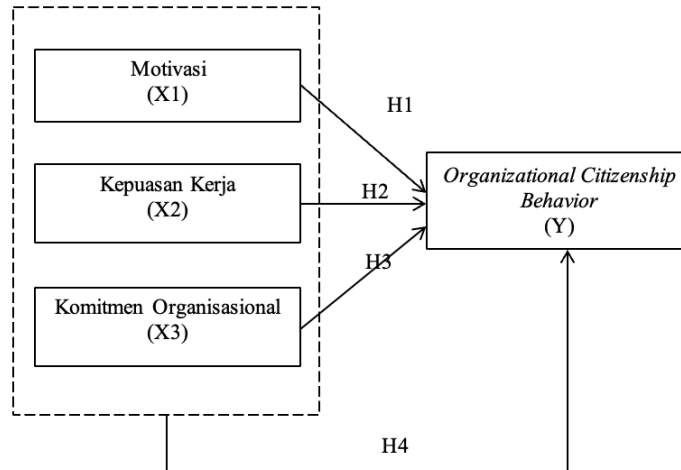 Motivasi
(X1)
H1
Kepuasan Kerja
(X2)
H2
Organizational Citizenship
Behavior
(Y)
H3
Komitmen Organisasional
(X3)
H4